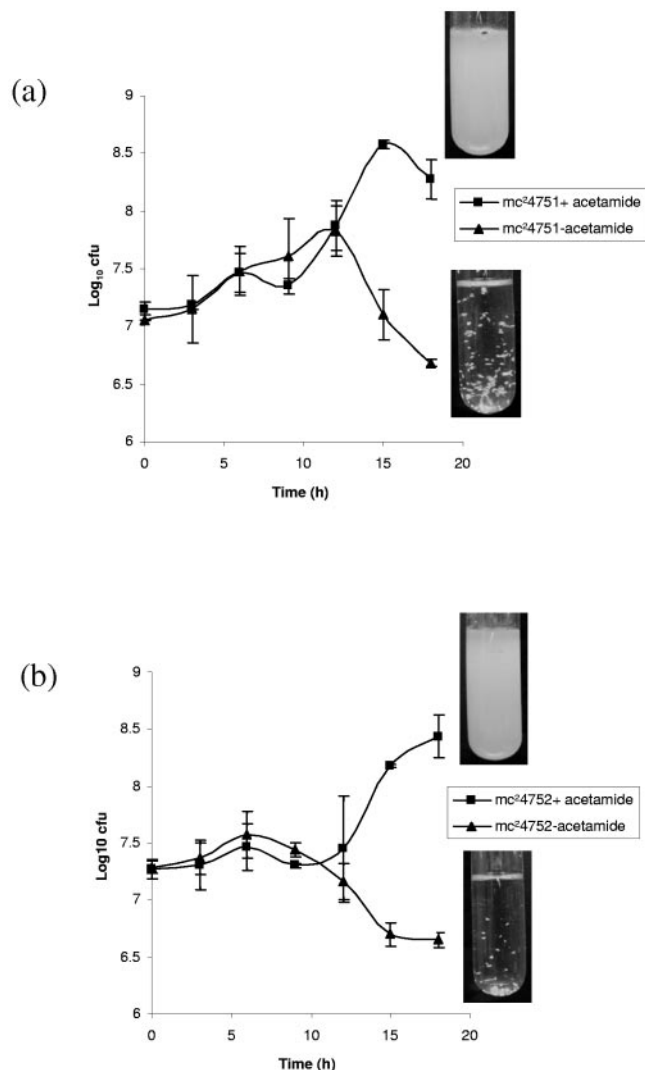 (a)
9
8.5
8
7.5
7
6.5
6
Log₁₀ cfu
0
5
10
15
20
Time (h)
mc²4751+ acetamide
mc²4751-acetamide
(b)
9
8.5
8
7.5
7
6.5
6
Log10 cfu
0
5
10
15
20
Time (h)
mc²4752+ acetamide
mc²4752-acetamide